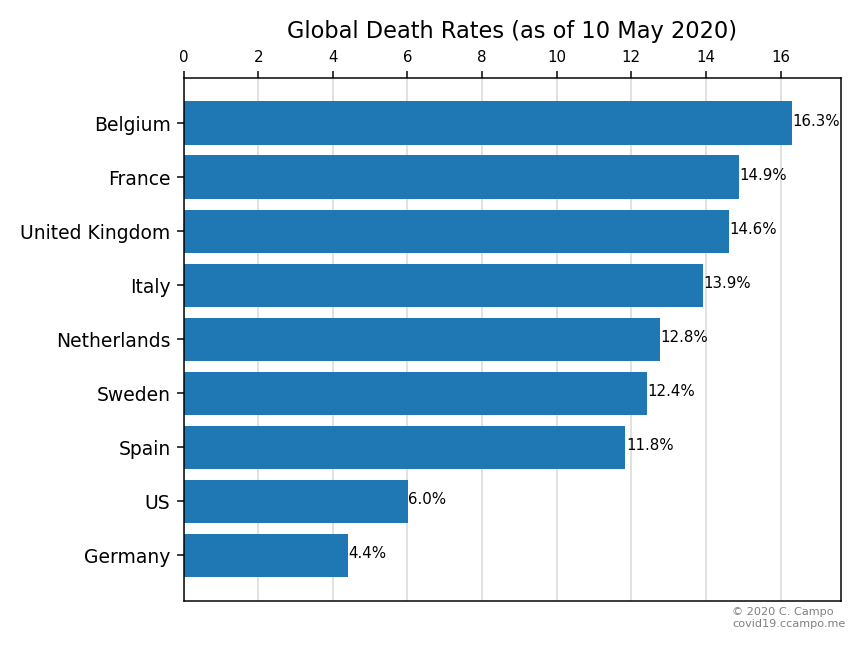 Global Death Rates (as of 10 May 2020)
0 2 4 6 8 10 12 14 16
Belgium 16.3%
France 14.9%
United Kingdom 14.6%
Italy 13.9%
Netherlands 12.8%
Sweden 12.4%
Spain 11.8%
US 6.0%
Germany 4.4%
© 2020 C. Campo
covid19.ccampo.me